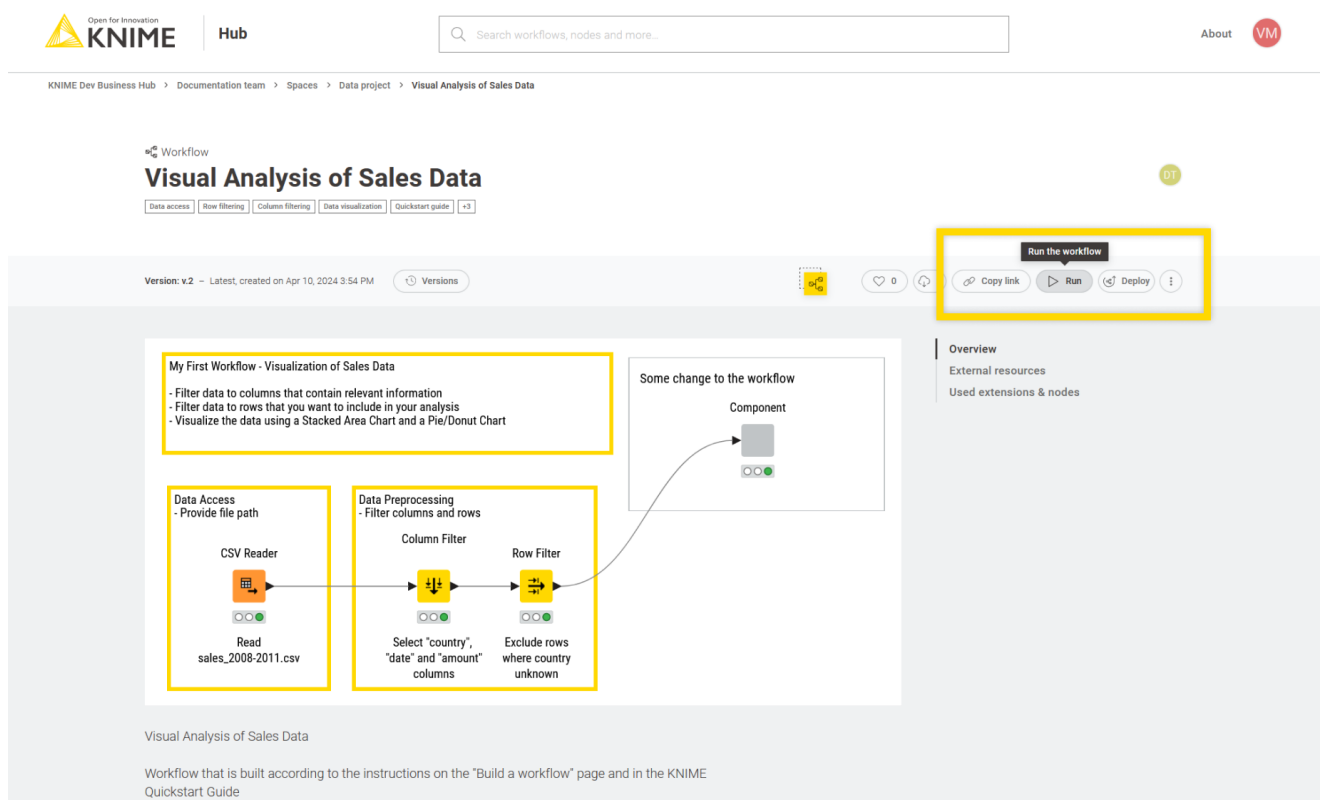 Open for Innovation
KNIME
Hub
Search workflows, nodes and more...
About
VM
KNIME Dev Business Hub > Documentation team > Spaces > Data project > Visual Analysis of Sales Data
Workflow
Visual Analysis of Sales Data
DT
Data access Row filtering Column filtering Data visualization Quickstart guide +3
Run the workflow
Version: v.2 – Latest, created on Apr 10, 2024 3:54 PM
Versions
0
Copy link
Run
Deploy
My First Workflow - Visualization of Sales Data
- Filter data to columns that contain relevant information
- Filter data to rows that you want to include in your analysis
- Visualize the data using a Stacked Area Chart and a Pie/Donut Chart
Some change to the workflow
Component
Overview
External resources
Used extensions & nodes
Data Access
- Provide file path
CSV Reader
Read
sales_2008-2011.csv
Data Preprocessing
- Filter columns and rows
Column Filter
Select "country",
"date" and "amount"
columns
Row Filter
Exclude rows
where country
unknown
Visual Analysis of Sales Data
Workflow that is built according to the instructions on the "Build a workflow" page and in the KNIME
Quickstart Guide